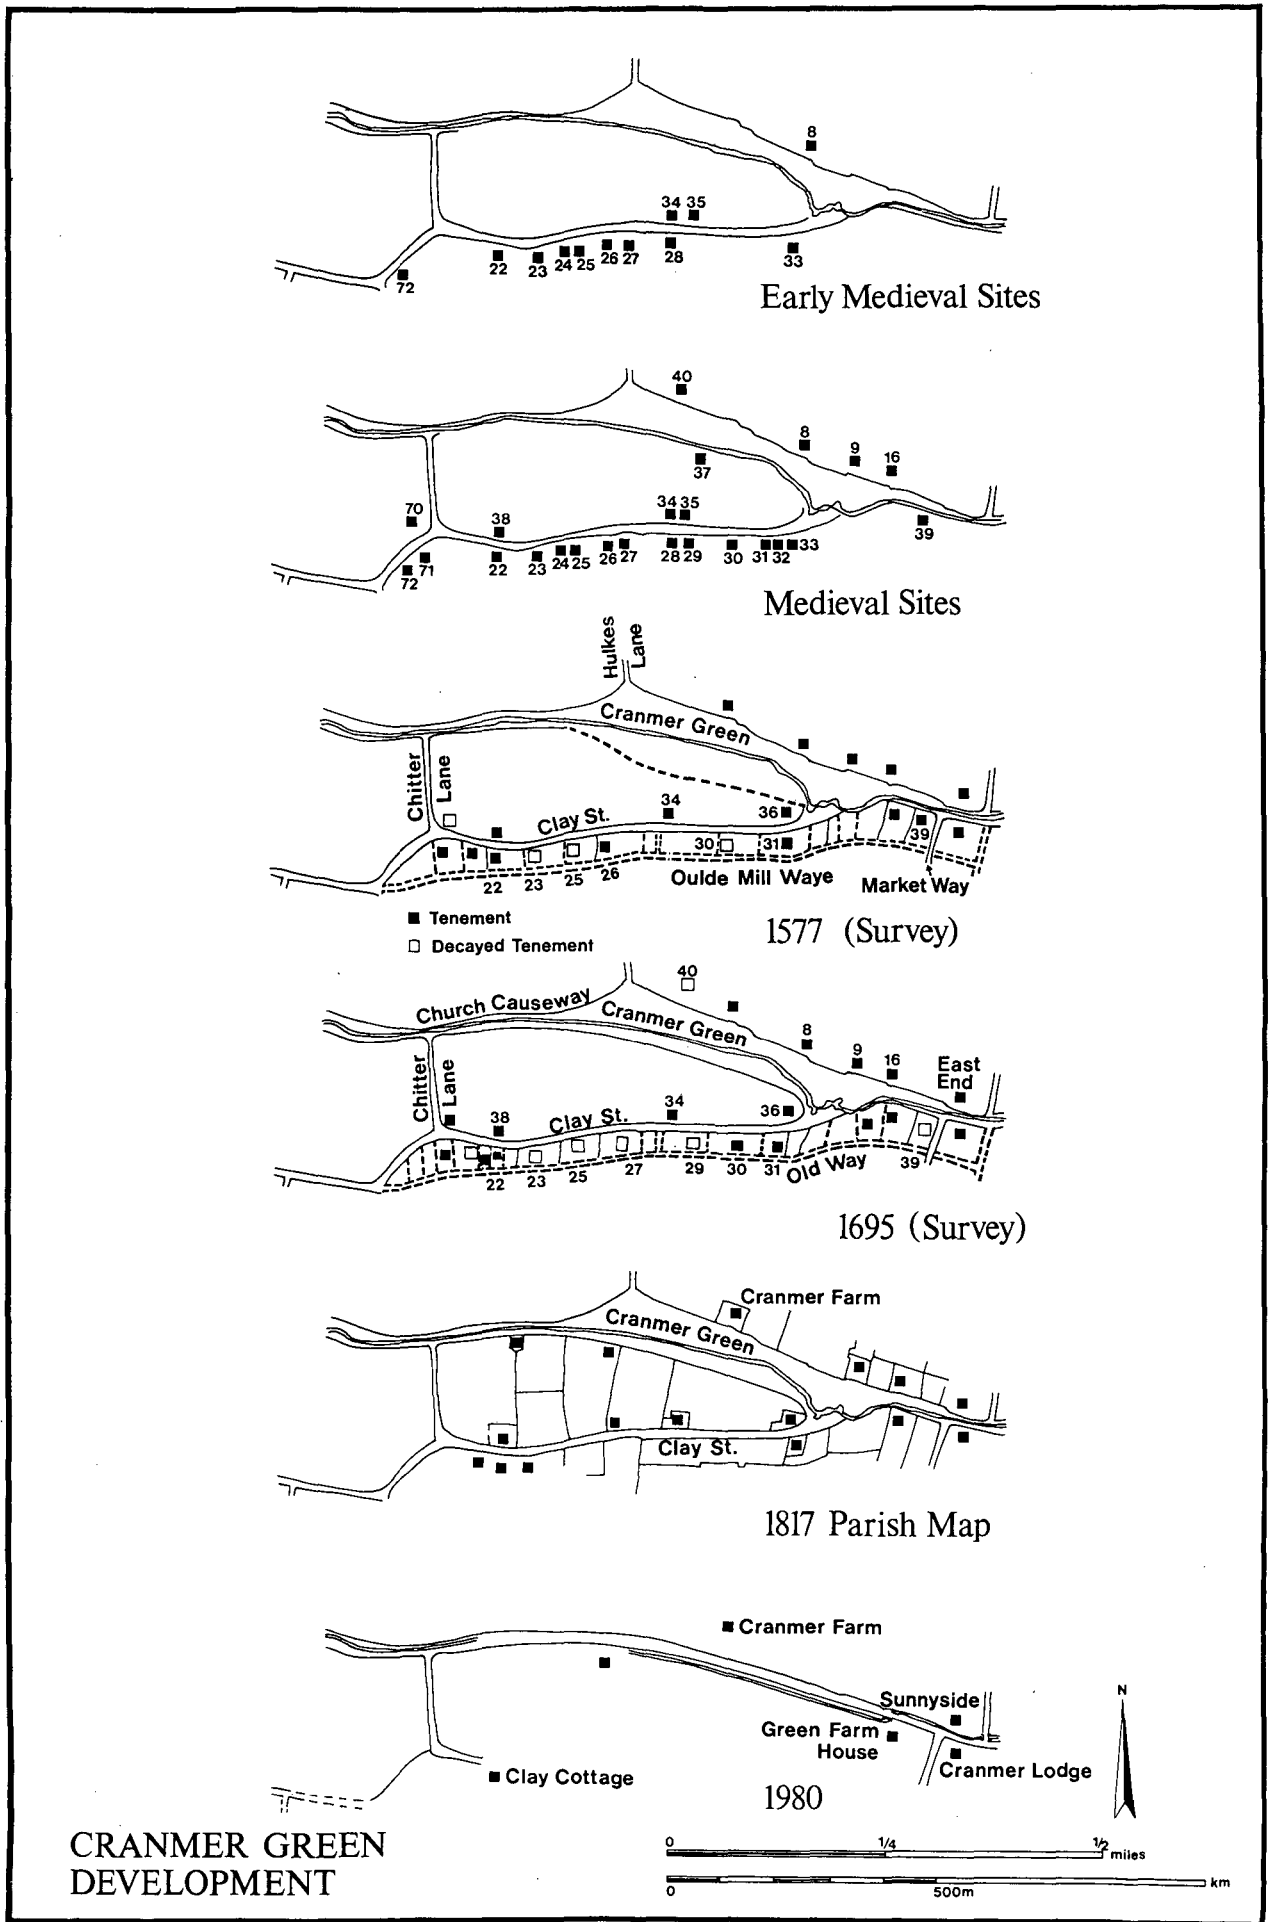 8
34 35
22
23
24 25
26 27
28
33
72
Early Medieval Sites
40
8
9
16
37
34 35
70
38
39
71
72
22
23
24 25
26 27
28 29
30
31 32
33
Medieval Sites
Hulkes
Lane
Cranmer Green
Chitter
Lane
34
36
Clay St.
30
31
39
22
23
25
26
Oulde Mill Waye
Market Way
Tenement
Decayed Tenement
1577 (Survey)
40
Church Causeway
Cranmer Green
8
9
16
East
End
Chitter
Lane
38
Clay St.
34
36
22
23
25
27
29
30
31
Old Way
39
1695 (Survey)
Cranmer Farm
Cranmer Green
Clay St.
1817 Parish Map
Cranmer Farm
Sunnyside
Green Farm
House
Cranmer Lodge
Clay Cottage
1980
N
CRANMER GREEN
DEVELOPMENT
0 1/4 1/2 miles
0 500m km